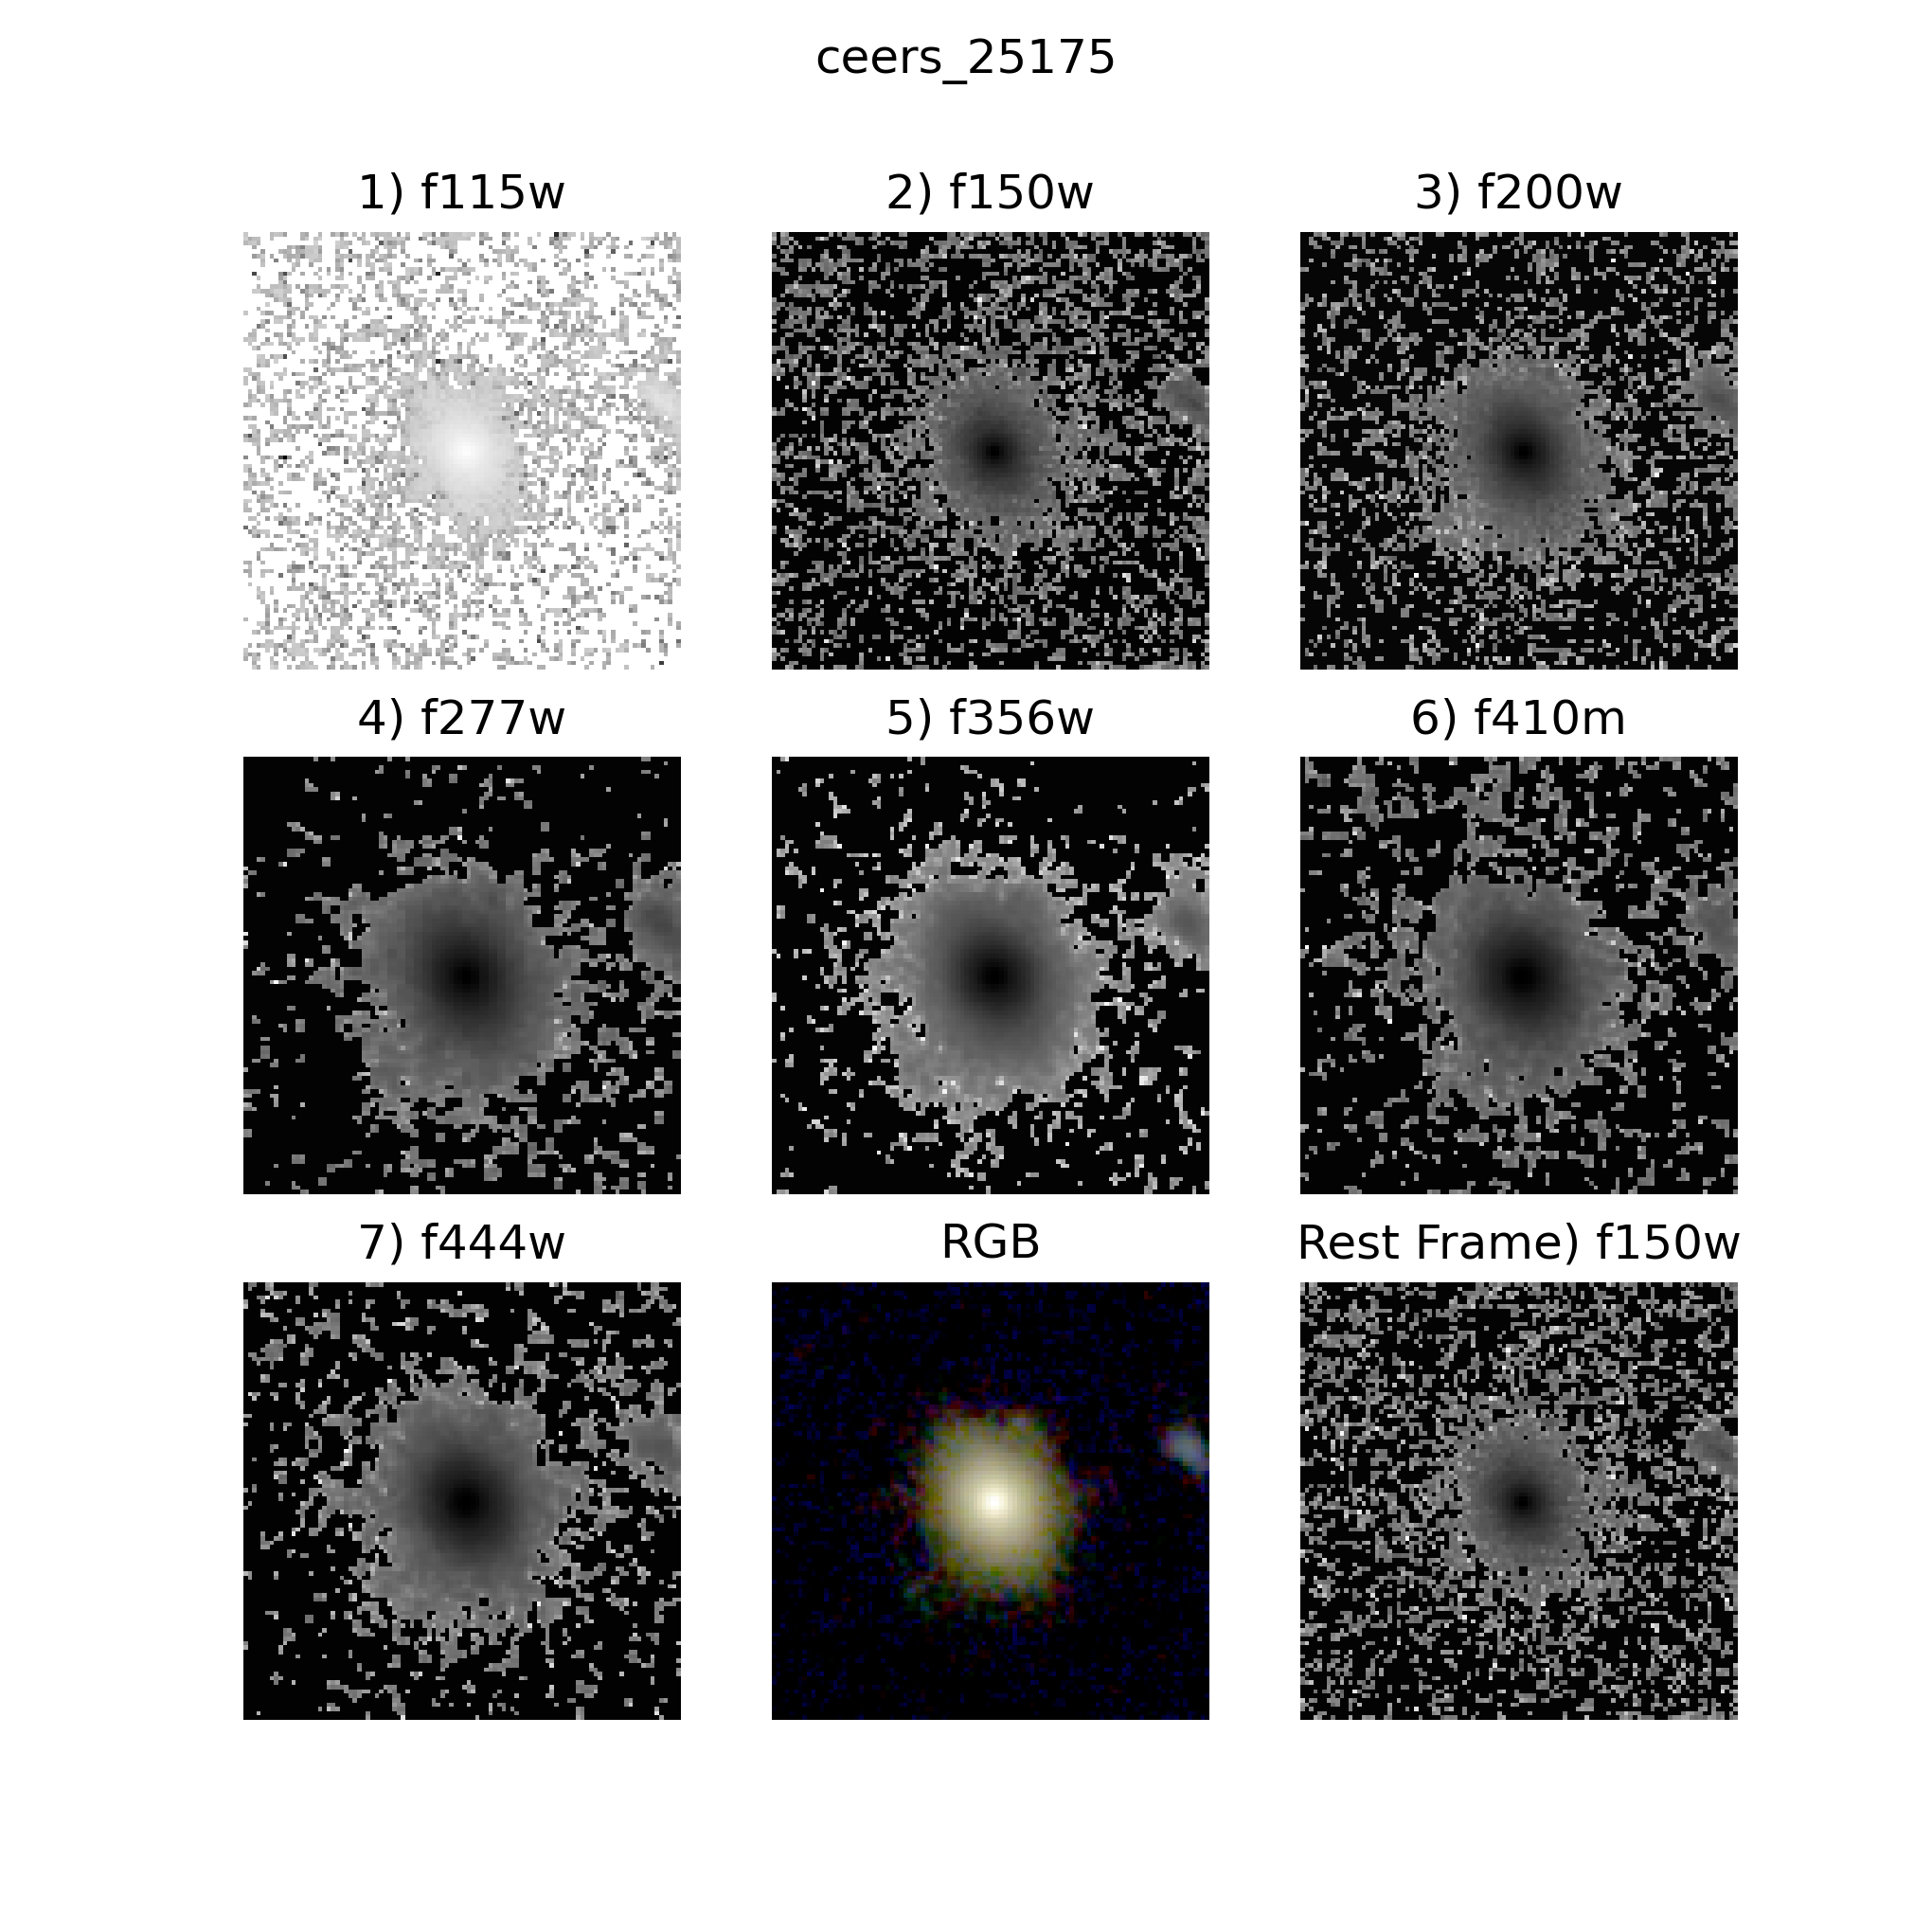 ceers_25175
1) f115w
2) f150w
3) f200w
4) f277w
5) f356w
6) f410m
7) f444w
RGB
Rest Frame) f150w